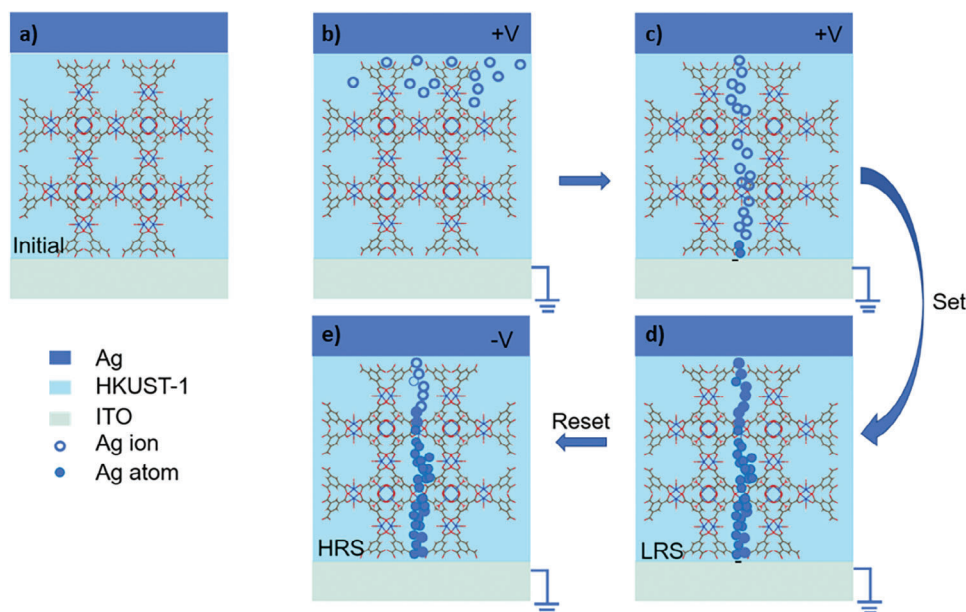 a)
Initial
b)
+V
c)
+V
Set
e)
-V
HRS
Reset
d)
LRS
Ag
HKUST-1
ITO
Ag ion
Ag atom